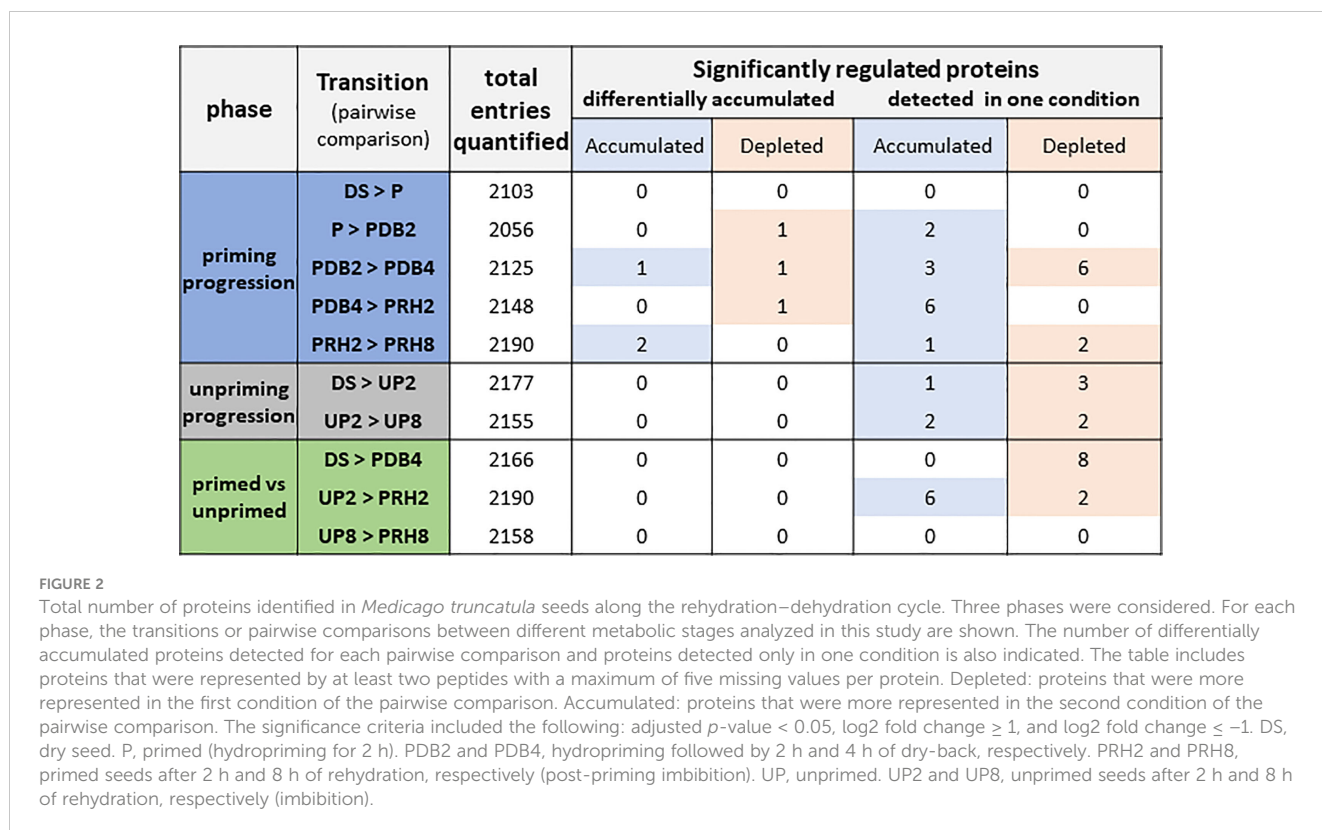 phase
Transition
(pairwise
comparison)
total
entries
quantified
Significantly regulated proteins
differentially accumulated detected in one condition
Accumulated Depleted Accumulated Depleted
priming
progression
DS > P 2103 0 0 0 0
P > PDB2 2056 0 1 2 0
PDB2 > PDB4 2125 1 1 3 6
PDB4 > PRH2 2148 0 1 6 0
PRH2 > PRH8 2190 2 0 1 2
unpriming
progression
DS > UP2 2177 0 0 1 3
UP2 > UP8 2155 0 0 2 2
primed vs
unprimed
DS > PDB4 2166 0 0 0 8
UP2 > PRH2 2190 0 0 6 2
UP8 > PRH8 2158 0 0 0 0
FIGURE 2
Total number of proteins identified in Medicago truncatula seeds along the rehydration–dehydration cycle. Three phases were considered. For each
phase, the transitions or pairwise comparisons between different metabolic stages analyzed in this study are shown. The number of differentially
accumulated proteins detected for each pairwise comparison and proteins detected only in one condition is also indicated. The table includes
proteins that were represented by at least two peptides with a maximum of five missing values per protein. Depleted: proteins that were more
represented in the first condition of the pairwise comparison. Accumulated: proteins that were more represented in the second condition of the
pairwise comparison. The significance criteria included the following: adjusted p-value < 0.05, log2 fold change ≥ 1, and log2 fold change ≤ −1. DS,
dry seed. P, primed (hydropriming for 2 h). PDB2 and PDB4, hydropriming followed by 2 h and 4 h of dry-back, respectively. PRH2 and PRH8,
primed seeds after 2 h and 8 h of rehydration, respectively (post-priming imbibition). UP, unprimed. UP2 and UP8, unprimed seeds after 2 h and 8 h
of rehydration, respectively (imbibition).